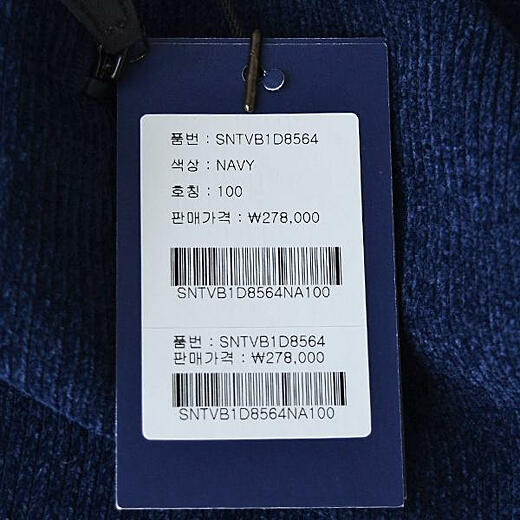 품번 : SNTVB1D8564
색상 : NAVY
호칭 : 100
판매가격 : ₩278,000
SNTVB1D8564NA100
품번 : SNTVB1D8564
판매가격 : ₩278,000
SNTVB1D8564NA100